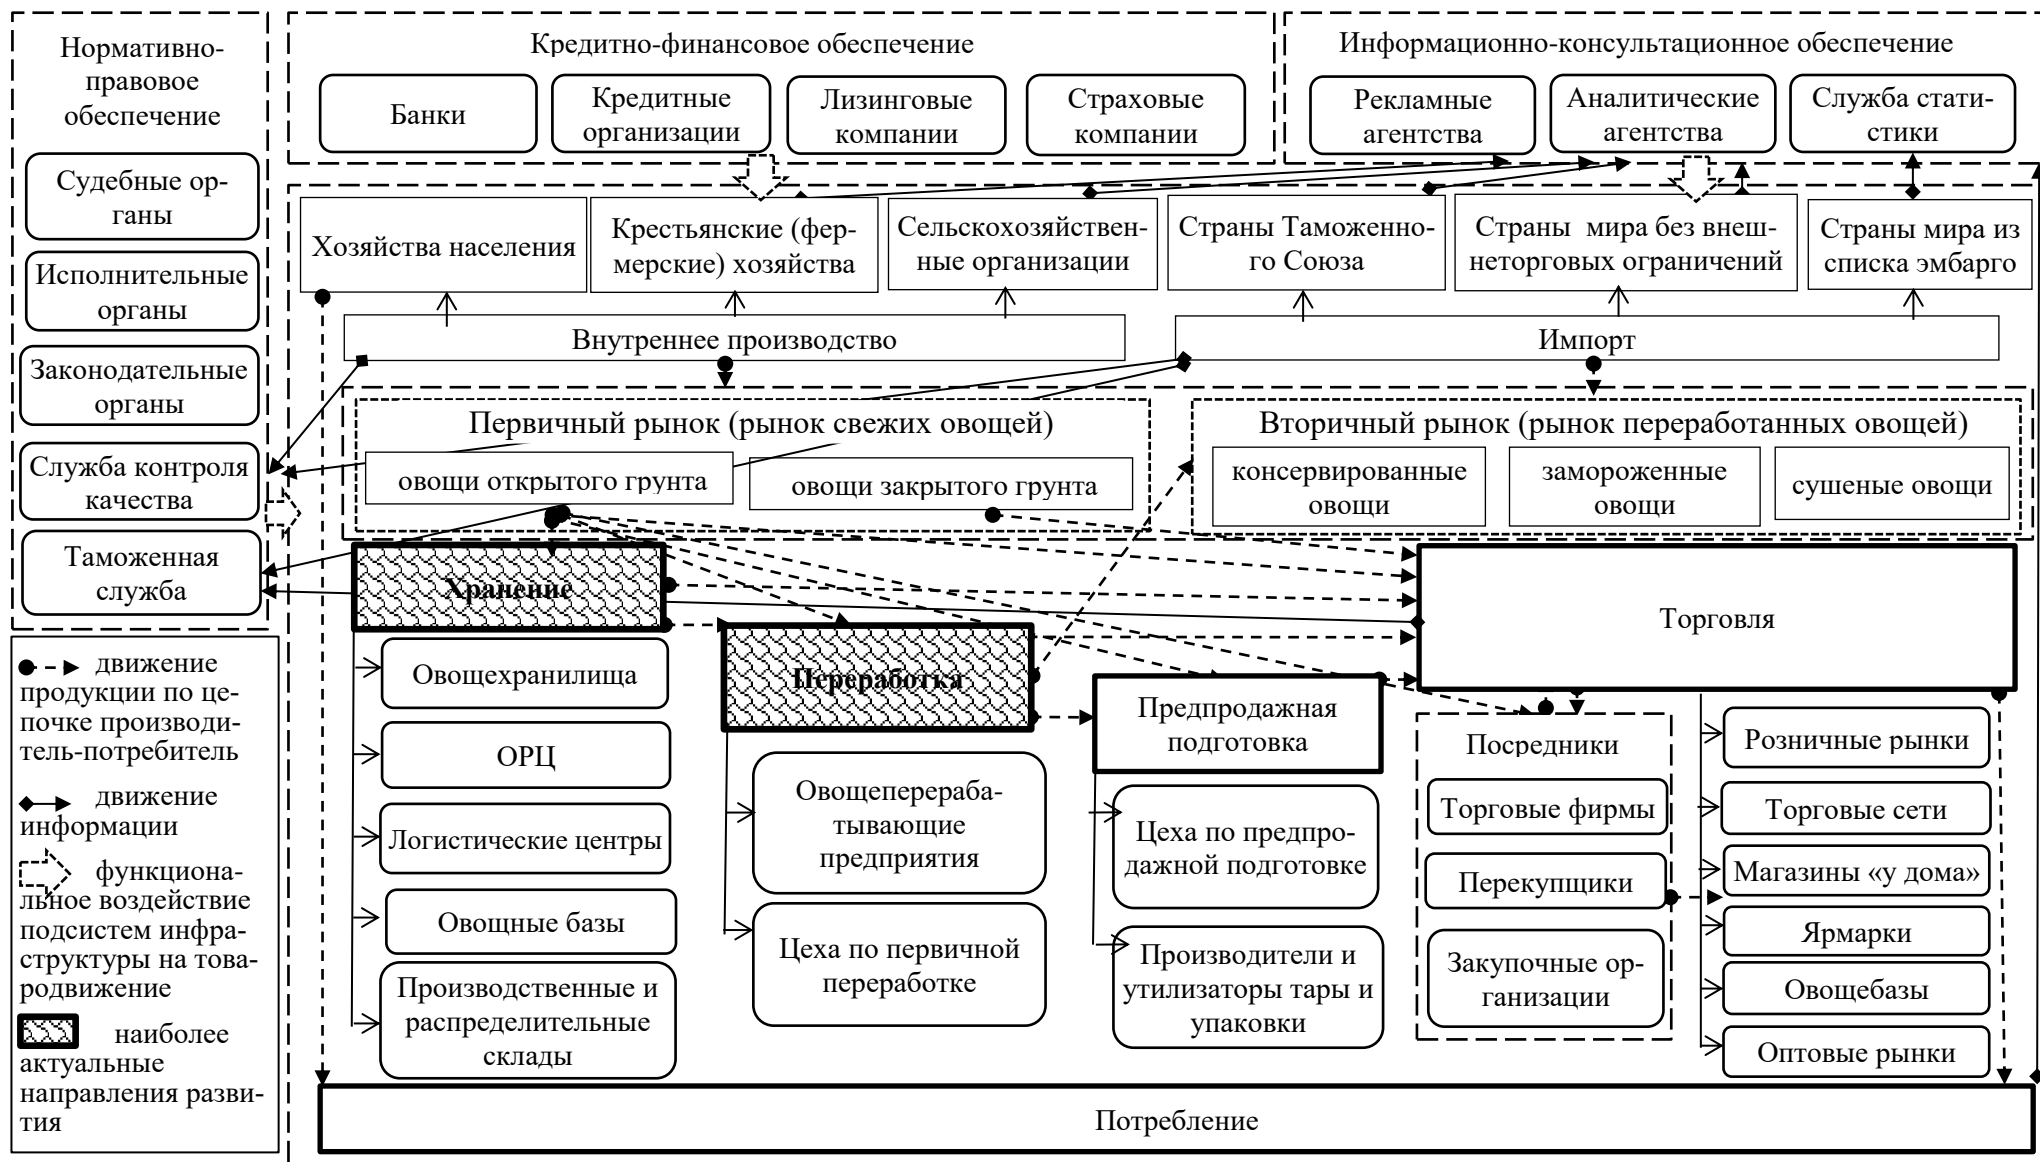 Нормативно-
правовое
обеспечение
Судебные ор-
ганы
Исполнительные
органы
Законодательные
органы
Служба контроля
качества
Таможенная
служба
Кредитно-финансовое обеспечение
Банки
Кредитные
организации
Лизинговые
компании
Страховые
компании
Информационно-консультационное обеспечение
Рекламные
агентства
Аналитические
агентства
Служба стати-
стики
Хозяйства населения
Крестьянские (фер-
мерские) хозяйства
Сельскохозяйствен-
ные организации
Страны Таможенно-
го Союза
Страны  мира без внеш-
неторговых ограничений
Страны мира из
списка эмбарго
Внутреннее производство
Импорт
Первичный рынок (рынок свежих овощей)
овощи открытого грунта
овощи закрытого грунта
Вторичный рынок (рынок переработанных овощей)
консервированные
овощи
замороженные
овощи
сушеные овощи
Хранение
Овощехранилища
ОРЦ
Логистические центры
Овощные базы
Производственные и
распределительные
склады
Переработка
Овощеперераба-
тывающие
предприятия
Цеха по первичной
переработке
Предпродажная
подготовка
Цеха по предпро-
дажной подготовке
Производители и
утилизаторы тары и
упаковки
Торговля
Посредники
Торговые фирмы
Перекупщики
Закупочные ор-
ганизации
Розничные рынки
Торговые сети
Магазины «у дома»
Ярмарки
Овощебазы
Оптовые рынки
Потребление
движение
продукции по це-
почке производи-
тель-потребитель
движение
информации
функциона-
льное воздействие
подсистем инфра-
структуры на това-
родвижение
наиболее
актуальные
направления разви-
тия